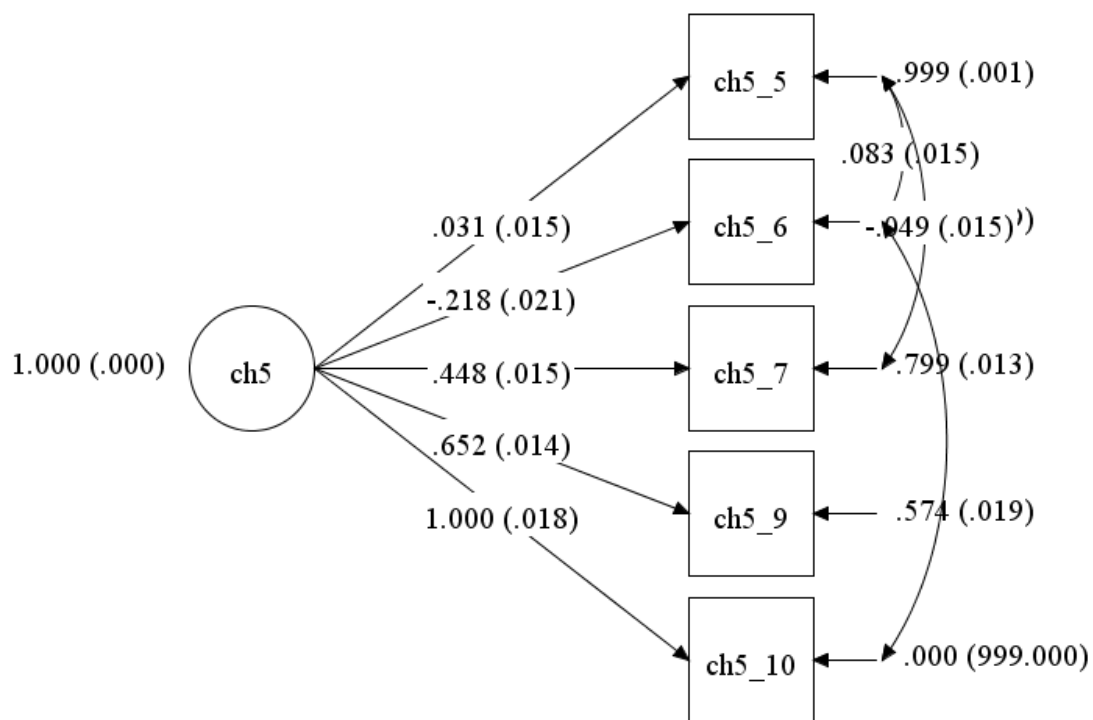 ch5_5
.999 (.001)
.083 (.015)
.031 (.015)
ch5_6
-.049 (.015)
-.218 (.021)
1.000 (.000)
ch5
.448 (.015)
ch5_7
.799 (.013)
.652 (.014)
1.000 (.018)
ch5_9
.574 (.019)
ch5_10
.000 (999.000)